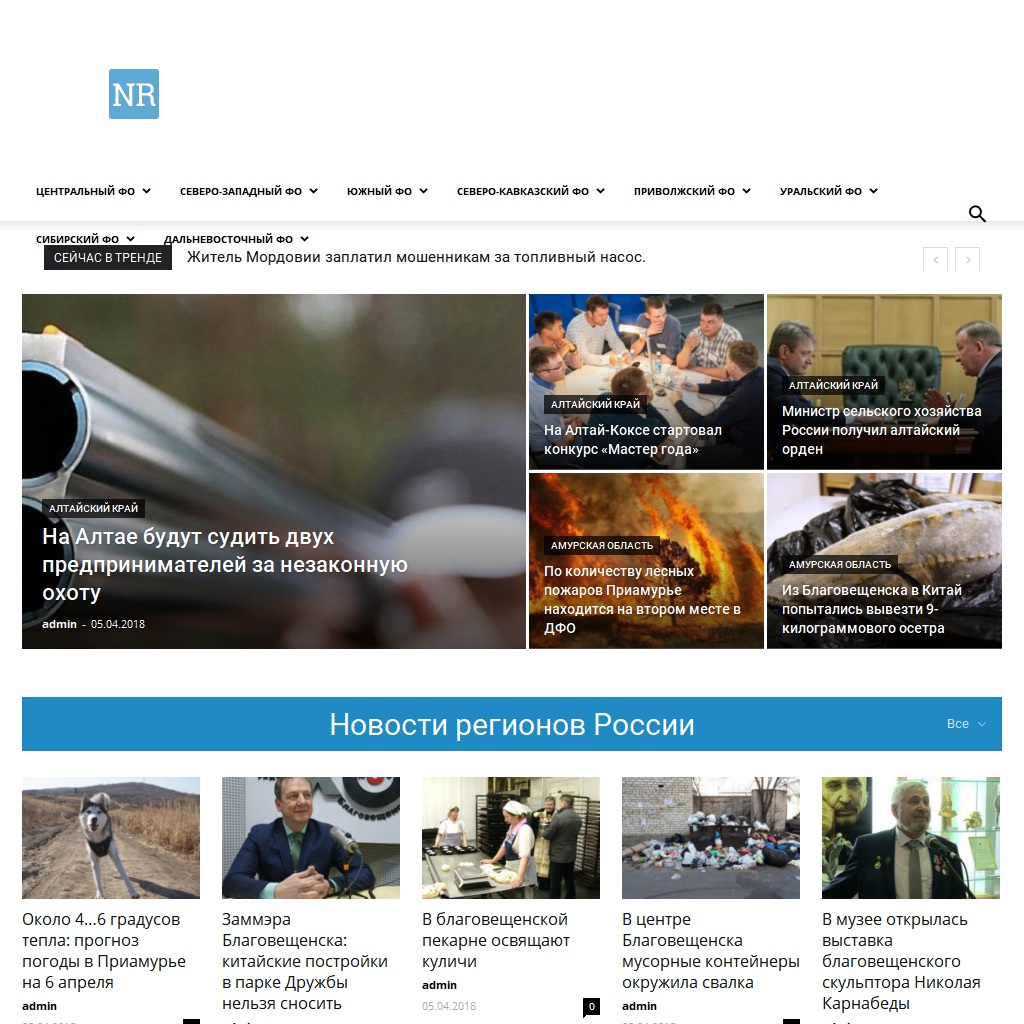 NR
ЦЕНТРАЛЬНЫЙ ФО
СЕВЕРО-ЗАПАДНЫЙ ФО
ЮЖНЫЙ ФО
СЕВЕРО-КАВКАЗСКИЙ ФО
ПРИВОЛЖСКИЙ ФО
УРАЛЬСКИЙ ФО
СИБИРСКИЙ ФО
ДАЛЬНЕВОСТОЧНЫЙ ФО
СЕЙЧАС В ТРЕНДЕ
Житель Мордовии заплатил мошенникам за топливный насос.
АЛТАЙСКИЙ КРАЙ
На Алтае будут судить двух
предпринимателей за незаконную
охоту
admin - 05.04.2018
АЛТАЙСКИЙ КРАЙ
На Алтай-Коксе стартовал
конкурс «Мастер года»
АЛТАЙСКИЙ КРАЙ
Министр сельского хозяйства
России получил алтайский
орден
АМУРСКАЯ ОБЛАСТЬ
По количеству лесных
пожаров Приамурье
находится на втором месте в
ДФО
АМУРСКАЯ ОБЛАСТЬ
Из Благовещенска в Китай
попытались вывезти 9-
килограммового осетра
Новости регионов России
Все
Около 4…6 градусов
тепла: прогноз
погоды в Приамурье
на 6 апреля
admin
Заммэра
Благовещенска:
китайские постройки
в парке Дружбы
нельзя сносить
В благовещенской
пекарне освящают
куличи
admin
05.04.2018
0
В центре
Благовещенска
мусорные контейнеры
окружила свалка
admin
В музее открылась
выставка
благовещенского
скульптора Николая
Карнабеды